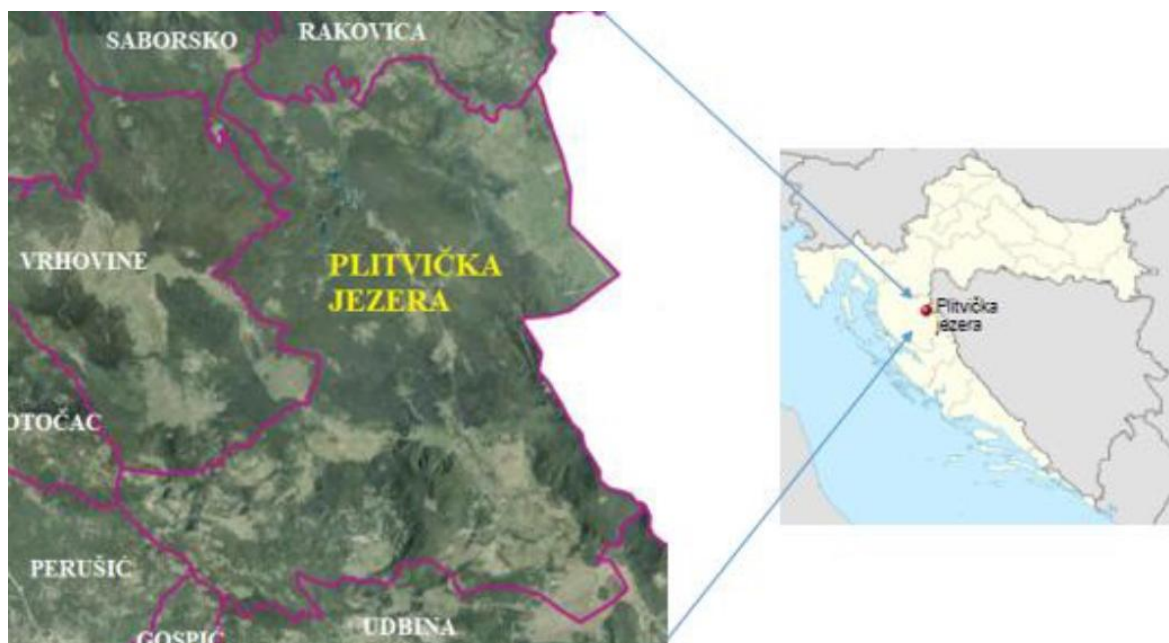 SABORSKO
RAKOVICA
VRHOVINE
PLITVIČKA
JEZERA
OTOČAC
PERUŠIĆ
GOSPIĆ
UDBINA
Plitvička
jezera